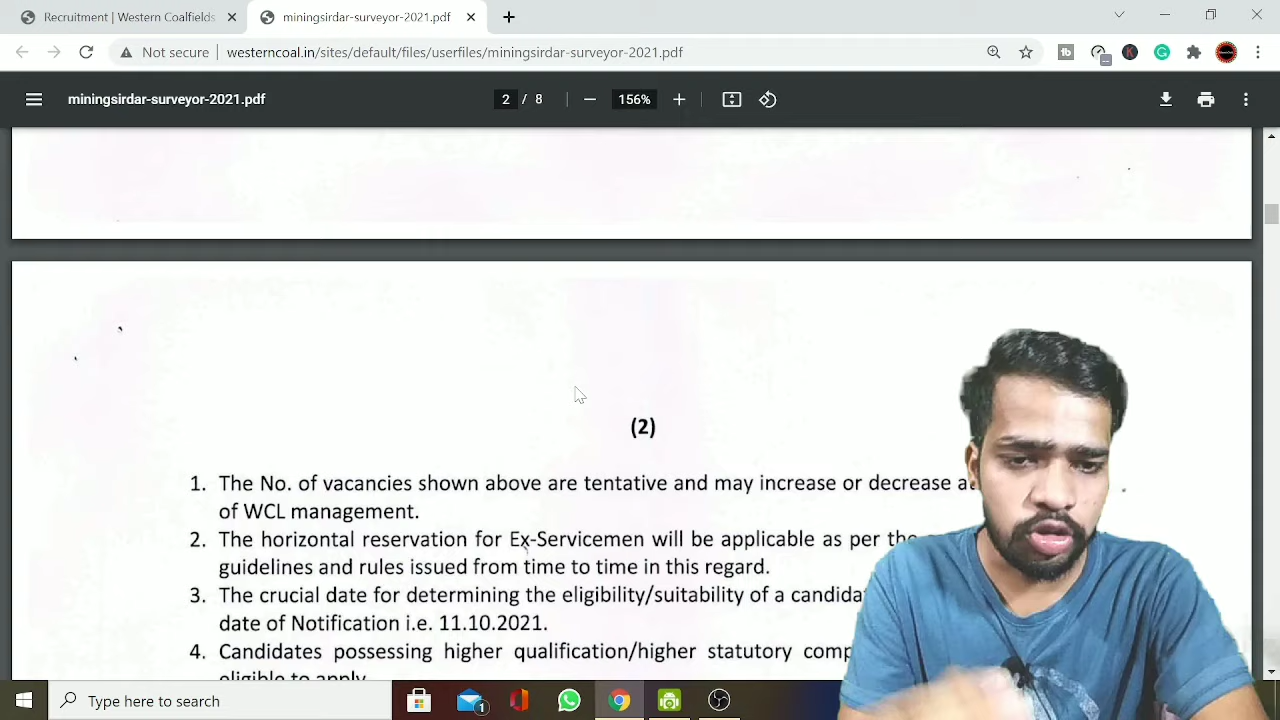 Recruitment | Western Coalfields
miningsirdar-surveyor-2021.pdf
Not secure
westerncoal.in/sites/default/files/userfiles/miningsirdar-surveyor-2021.pdf
miningsirdar-surveyor-2021.pdf
2 / 8
156%
(2)
1. The No. of vacancies shown above are tentative and may increase or decrease
of WCL management.
2. The horizontal reservation for Ex-Servicemen will be applicable as per the
guidelines and rules issued from time to time in this regard.
3. The crucial date for determining the eligibility/suitability of a
date of Notification i.e. 11.10.2021.
4. Candidates possessing higher qualification/higher statutory
eligible to apply
Type here to search
1